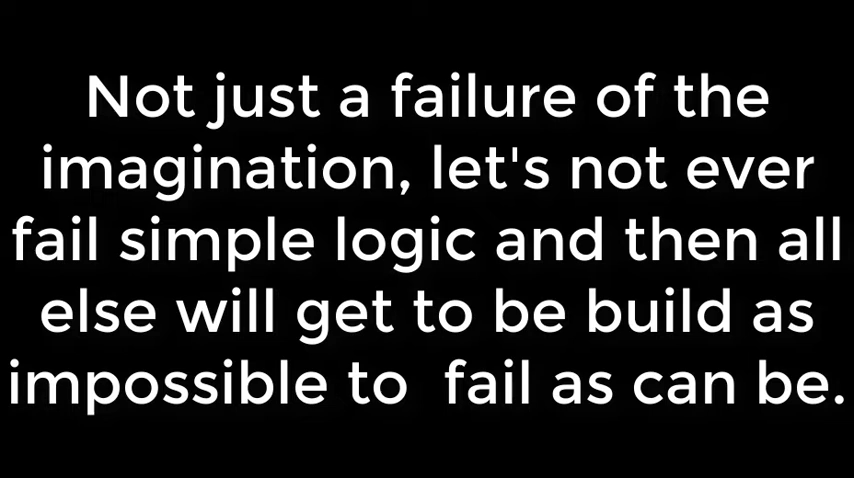 Not just a failure of the
imagination, let's not ever
fail simple logic and then all
else will get to be build as
impossible to  fail as can be.